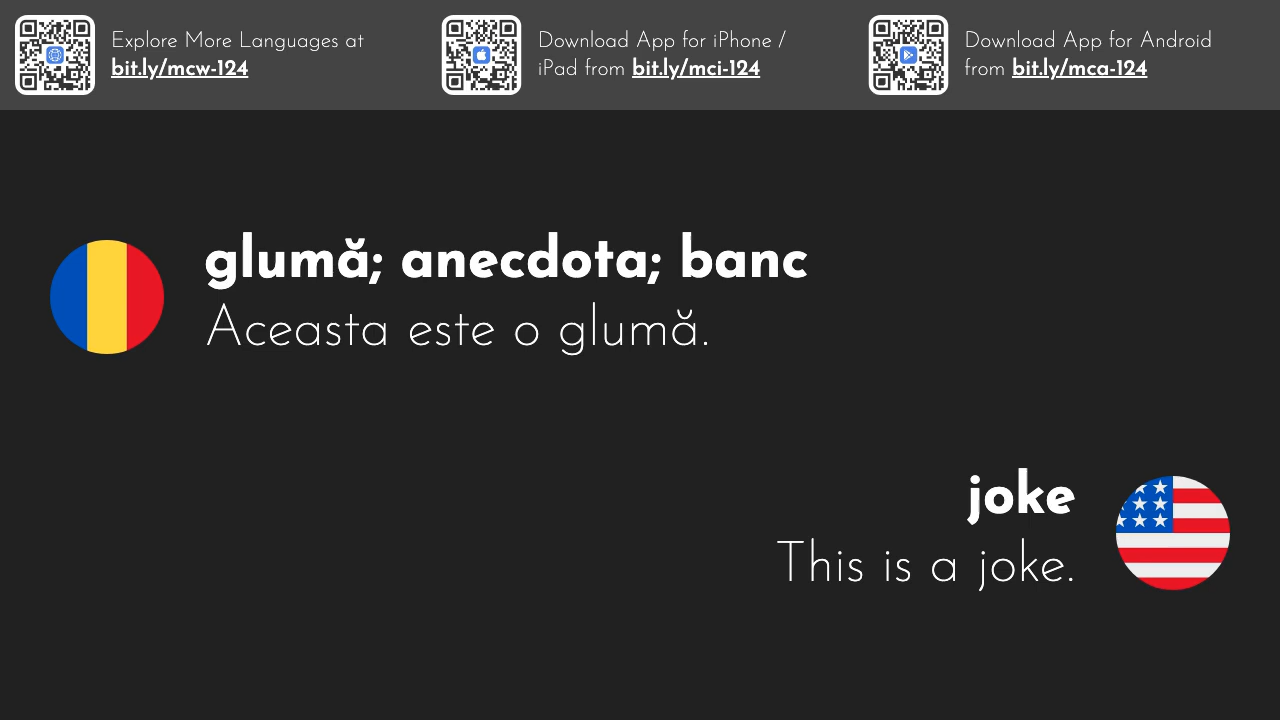 Explore More Languages at
bit.ly/mcw-124
Download App for iPhone /
iPad from bit.ly/mci-124
Download App for Android
from bit.ly/mca-124
glumă; anecdota; banc
Aceasta este o glumă.
joke
This is a joke.